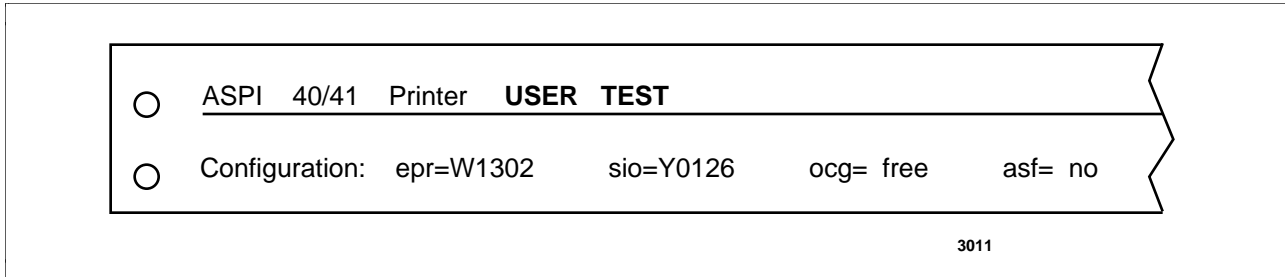 ASPI 40/41 Printer USER TEST
Configuration: epr=W1302 sio=Y0126 ocg= free asf= no
3011